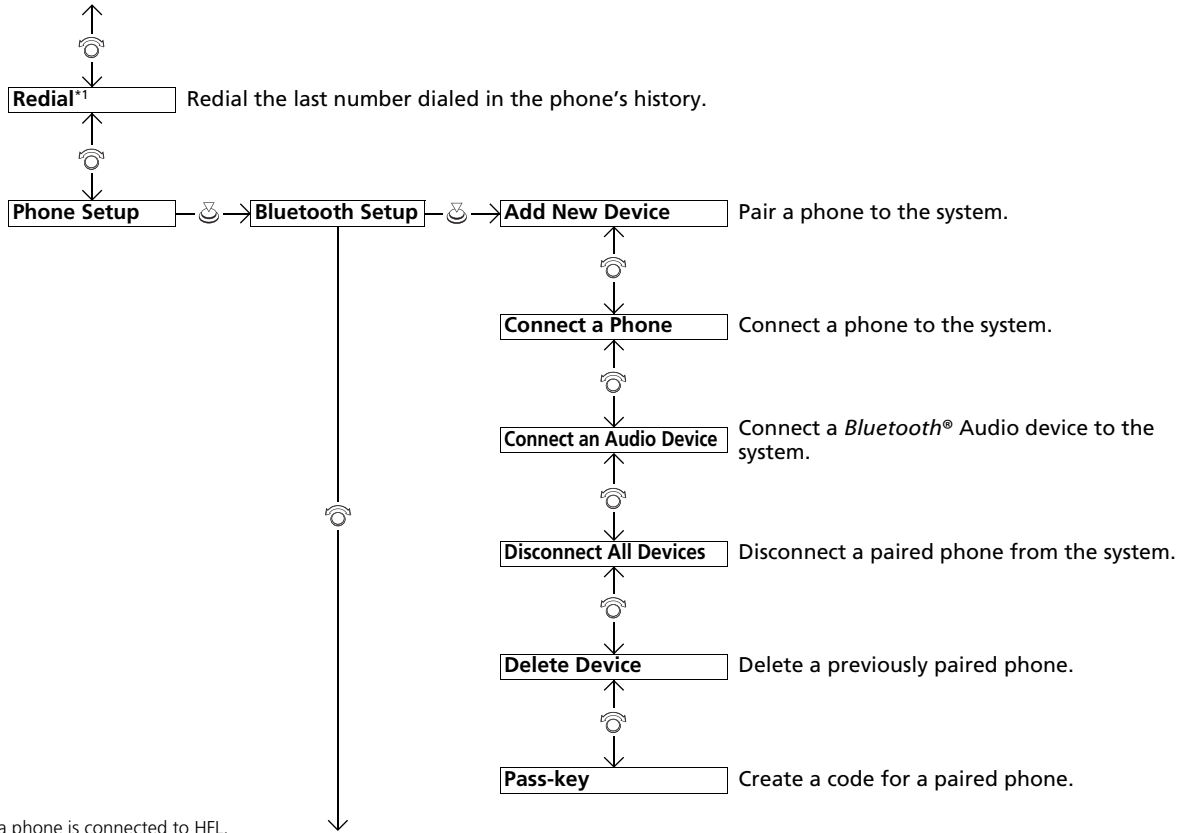 Redial*1 Redial the last number dialed in the phone's history.
Phone Setup Bluetooth Setup Add New Device Pair a phone to the system.
Connect a Phone Connect a phone to the system.
Connect an Audio Device Connect a Bluetooth® Audio device to the
system.
Disconnect All Devices Disconnect a paired phone from the system.
Delete Device Delete a previously paired phone.
Pass-key Create a code for a paired phone.
a phone is connected to HFL.